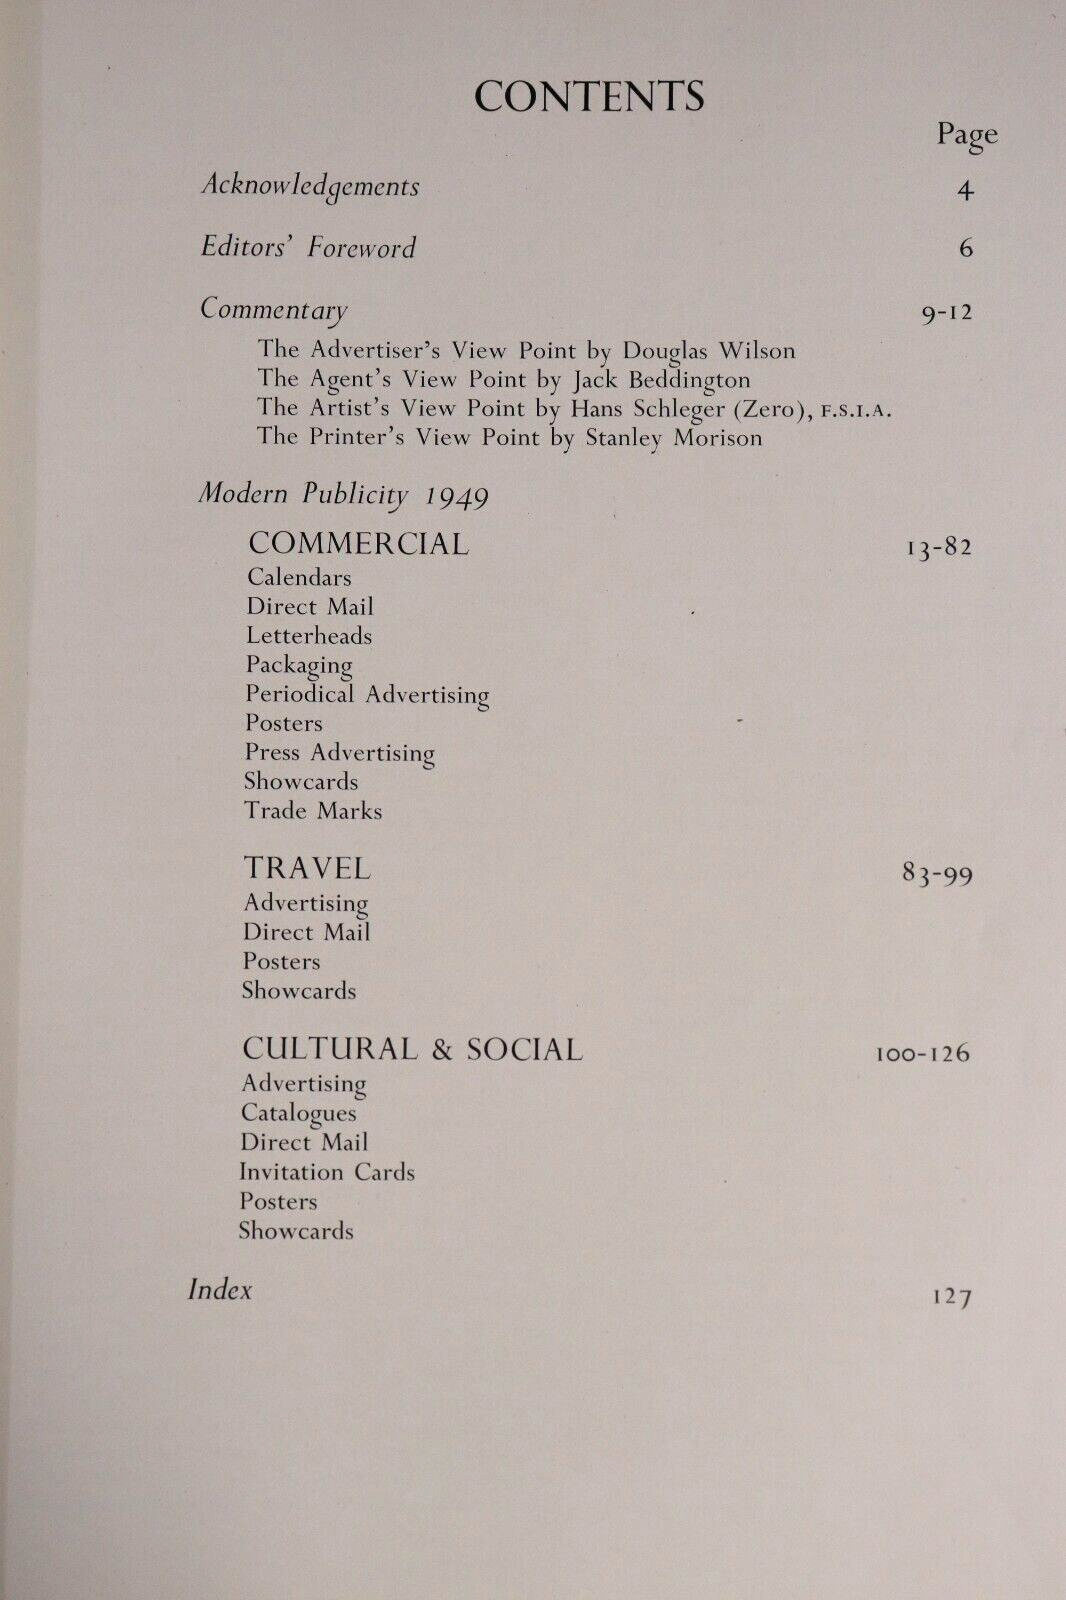 CONTENTS
Page
Acknowledgements 4
Editors' Foreword 6
Commentary 9-12
The Advertiser's View Point by Douglas Wilson
The Agent's View Point by Jack Beddington
The Artist's View Point by Hans Schleger (Zero), F.S.I.A.
The Printer's View Point by Stanley Morison
Modern Publicity 1949
COMMERCIAL 13-82
Calendars
Direct Mail
Letterheads
Packaging
Periodical Advertising
Posters
Press Advertising
Showcards
Trade Marks
TRAVEL 83-99
Advertising
Direct Mail
Posters
Showcards
CULTURAL & SOCIAL 100-126
Advertising
Catalogues
Direct Mail
Invitation Cards
Posters
Showcards
Index 127